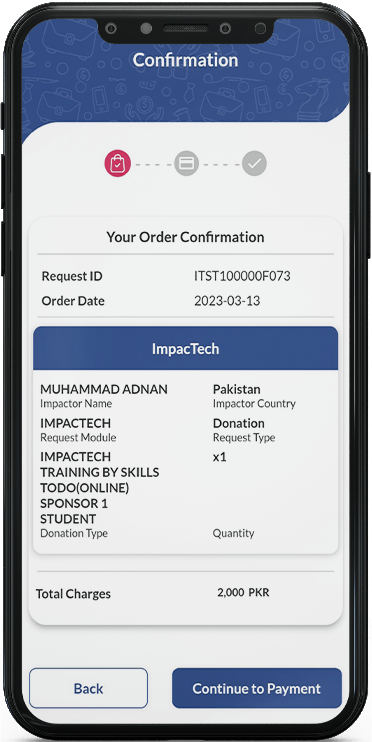 Confirmation
Your Order Confirmation
Request ID ITST100000F073
Order Date 2023-03-13
ImpacTech
MUHAMMAD ADNAN Pakistan
Impactor Name Impactor Country
IMPACTECH Donation
Request Module Request Type
IMPACTECH x1
TRAINING BY SKILLS
TODO(ONLINE)
SPONSOR 1
STUDENT
Donation Type Quantity
Total Charges 2,000 PKR
Back Continue to Payment